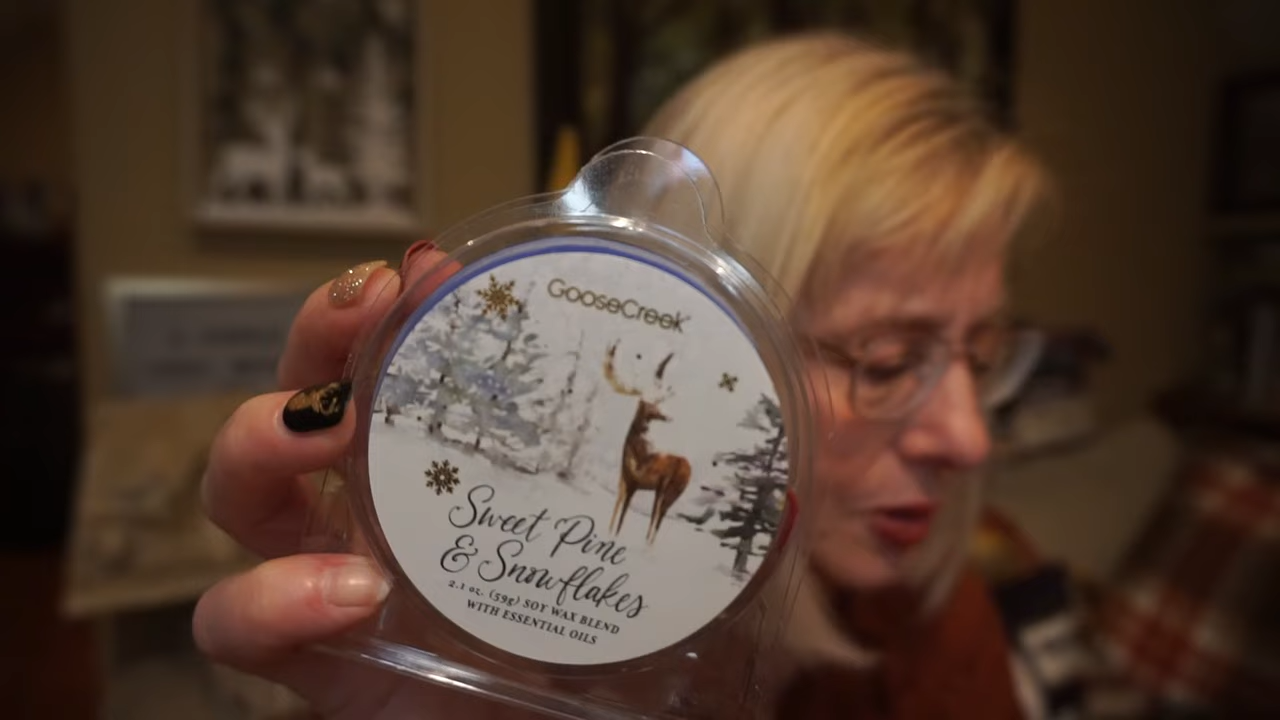 GooseCreek
Sweet Pine
& Snowflakes
2.1 oz. (59g) SOY WAX BLEND
WITH ESSENTIAL OILS